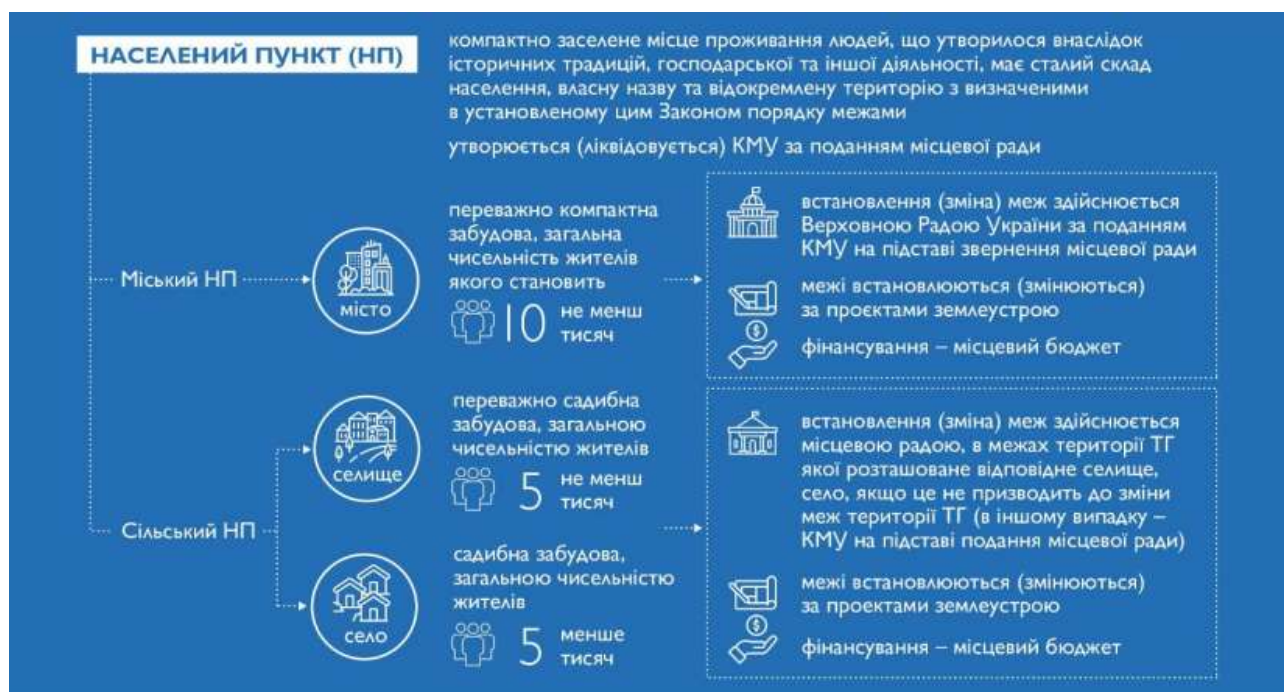 НАСЕЛЕНИЙ ПУНКТ (НП)
компактно заселене місце проживання людей, що утворилося внаслідок
історичних традицій, господарської та іншої діяльності, має сталий склад
населення, власну назву та відокремлену територію з визначеними
в установленому цим Законом порядку межами
утворюється (ліквідовується) КМУ за поданням місцевої ради
Міський НП
місто
переважно компактна
забудова, загальна
чисельність жителів
якого становить
10 не менш
тисяч
встановлення (зміна) меж здійснюється
Верховною Радою України за поданням
КМУ на підставі звернення місцевої ради
межі встановлюються (змінюються)
за проєктами землеустрою
фінансування – місцевий бюджет
Сільський НП
селище
переважно садибна
забудова, загальною
чисельністю жителів
5 не менш
тисяч
село
садибна забудова,
загальною чисельністю
жителів
5 менше
тисяч
встановлення (зміна) меж здійснюється
місцевою радою, в межах території ТГ
якої розташоване відповідне селище,
село, якщо це не призводить до зміни
меж території ТГ (в іншому випадку –
КМУ на підставі подання місцевої ради)
межі встановлюються (змінюються)
за проектами землеустрою
фінансування – місцевий бюджет